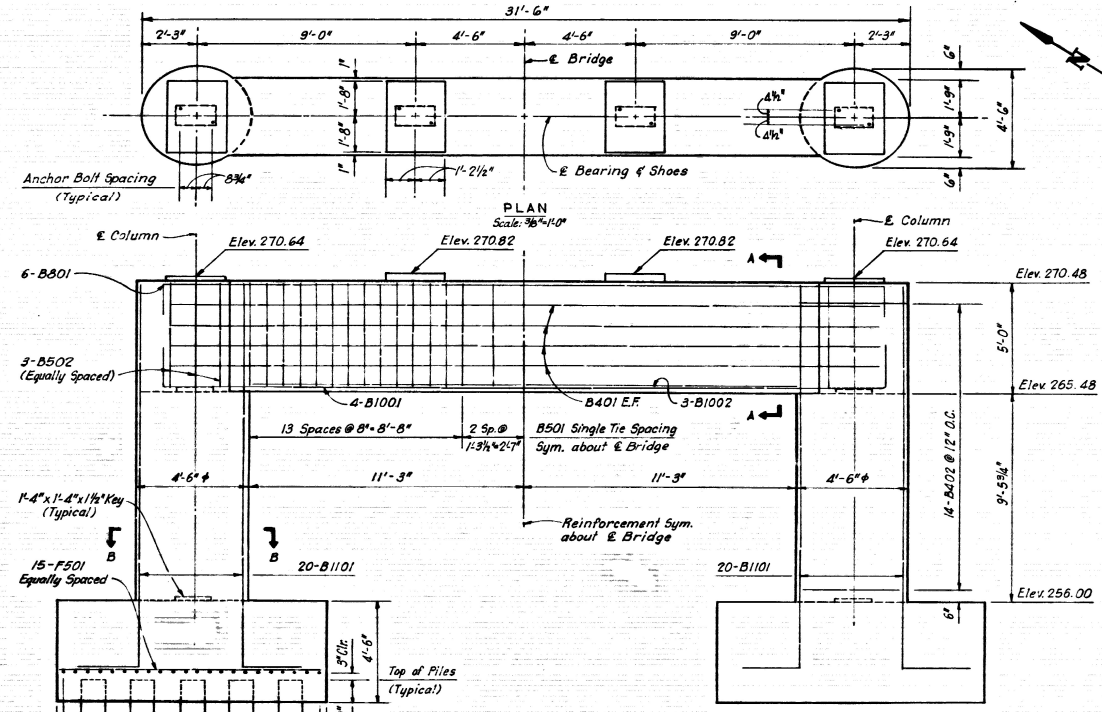 31'-6"
2'-3"
9'-0"
4'-6"
4'-6"
9'-0"
2'-3"
N
℄ Bridge
1"
1'-8"
1'-8"
1"
4½"
4½"
6"
1'-9"
1'-9"
6"
4'-6"
Anchor Bolt Spacing
(Typical)
8¾"
1'-2½"
℄ Bearing & Shoes
PLAN
Scale: 3/8"=1'-0"
℄ Column
Elev. 270.64
Elev. 270.82
Elev. 270.82
℄ Column
Elev. 270.64
6-B801
A
Elev. 270.48
3-B502
(Equally Spaced)
5'-0"
4-B1001
B401 E.F.
3-B1002
A
Elev. 265.48
13 Spaces @ 8" = 8'-8"
2 Sp. @
1'-3½"=2'-7"
B501 Single Tie Spacing
Sym. about ℄ Bridge
14-B402 @ 12" O.C.
4'-6" ϕ
11'-3"
11'-3"
4'-6" ϕ
9'-5¾"
1'-4"x1'-4"x1½" Key
(Typical)
Reinforcement Sym.
about ℄ Bridge
B
B
15-F501
Equally Spaced
20-B1101
20-B1101
Elev. 256.00
6"
3" Clr.
4'-6"
Top of Piles
(Typical)